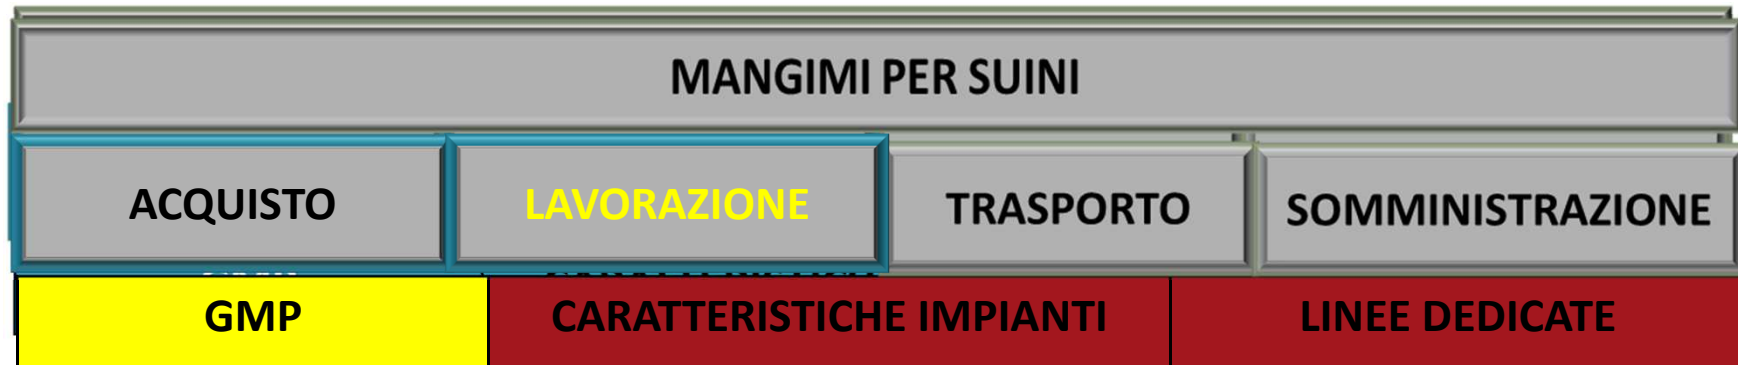 MANGIMI PER SUINI
ACQUISTO LAVORAZIONE TRASPORTO SOMMINISTRAZIONE
GMP CARATTERISTICHE IMPIANTI LINEE DEDICATE